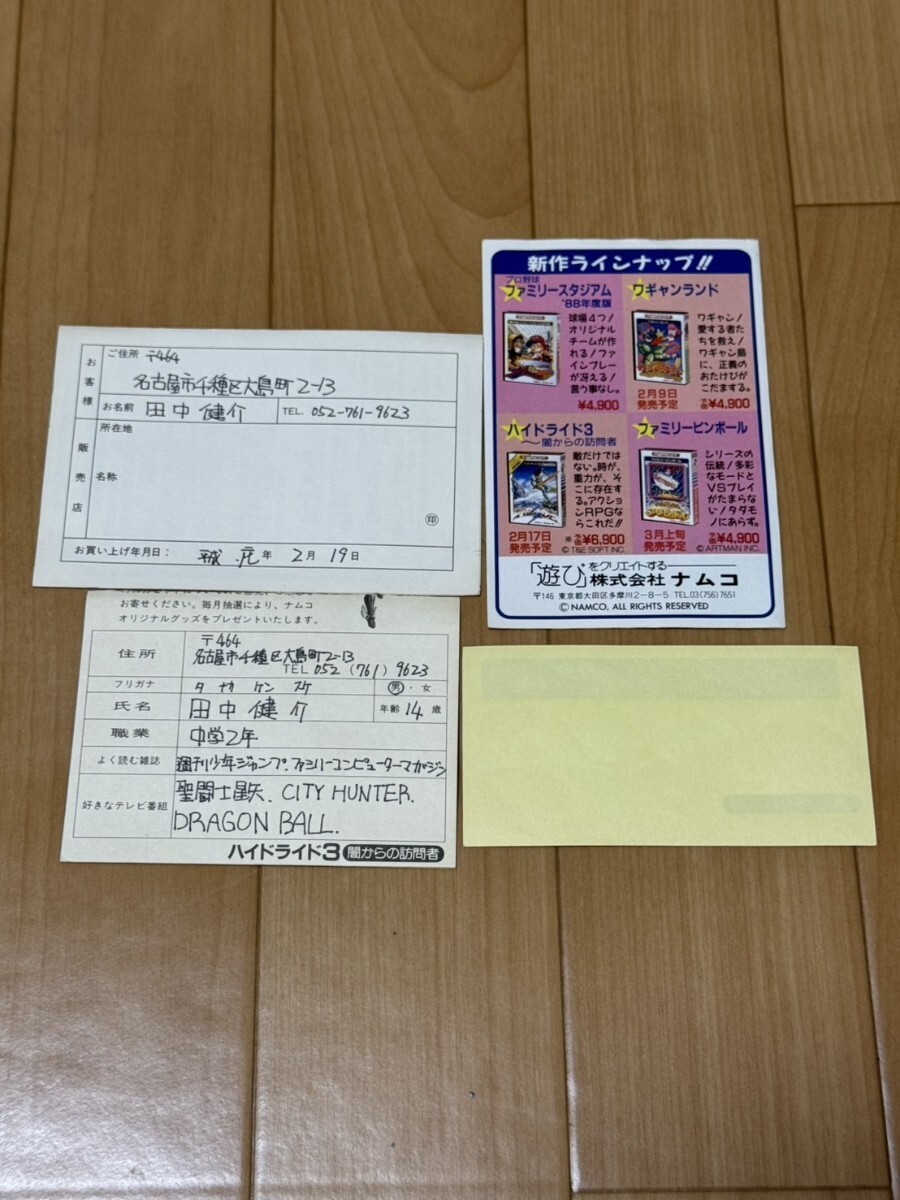 お客様
ご住所 〒464
名古屋市千種区大島町2-13
お名前 田中健介 TEL 052-761-9623
販売店
所在地
名称
印
お買い上げ年月日: 平成 元年 2月 19日
お寄せください。毎月抽選により、ナムコ
オリジナルグッズをプレゼントいたします。
住所
〒464
名古屋市千種区大島町2-13
TEL 052 (761) 9623
フリガナ タナカ ケンスケ 男・女
氏名 田中健介 年齢 14歳
職業 中学2年
よく読む雑誌 週刊少年ジャンプ.ファミリーコンピューターマガジン
好きなテレビ番組 聖闘士星矢. CITY HUNTER.
DRAGON BALL.
ハイドライド3 闇からの訪問者
新作ラインナップ!!
プロ野球
ファミリースタジアム
'88年度版
球場4つ!
オリジナル
チームが作
れる!ファ
インプレー
が冴える!
言う事なし。
¥4,900
ワギャンランド
ワギャン!
愛する者た
ちを救え!
ワギャン島
に、正義の
おたけびが
こだまする。
2月9日
発売予定
予価¥4,900
ハイドライド3
〜闇からの訪問者
敵だけでは
ない。時が、
重力が、そ
こに存在す
る。アクショ
ンRPGなら
これだ!!
2月17日
発売予定
※予価¥6,900
©T&E SOFT INC.
ファミリーピンボール
シリーズの
伝統!多彩
なモードと
VSプレイ
がたまらな
い!タダモ
ノにあらず。
3月上旬
発売予定
予価¥4,900
©ARTMAN INC.
「遊び」をクリエイトする
株式会社ナムコ
〒146 東京都大田区多摩川2-8-5 TEL.03(756)7651
©NAMCO, ALL RIGHTS RESERVED